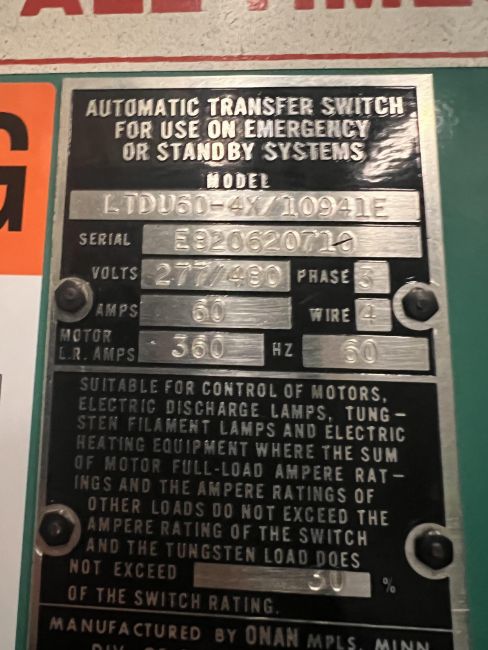 ALL TIME
G
AUTOMATIC TRANSFER SWITCH
FOR USE ON EMERGENCY
OR STANDBY SYSTEMS
MODEL
LTDU60-4X/10941E
SERIAL E820620710
VOLTS 277/480 PHASE 3
AMPS 60 WIRE 4
MOTOR
L.R. AMPS 360 HZ 60
SUITABLE FOR CONTROL OF MOTORS,
ELECTRIC DISCHARGE LAMPS, TUNG-
STEN FILAMENT LAMPS AND ELECTRIC
HEATING EQUIPMENT WHERE THE SUM
OF MOTOR FULL-LOAD AMPERE RAT-
INGS AND THE AMPERE RATINGS OF
OTHER LOADS DO NOT EXCEED THE
AMPERE RATING OF THE SWITCH
AND THE TUNGSTEN LOAD DOES
NOT EXCEED 30 %
OF THE SWITCH RATING.
MANUFACTURED BY ONAN MPLS. MINN